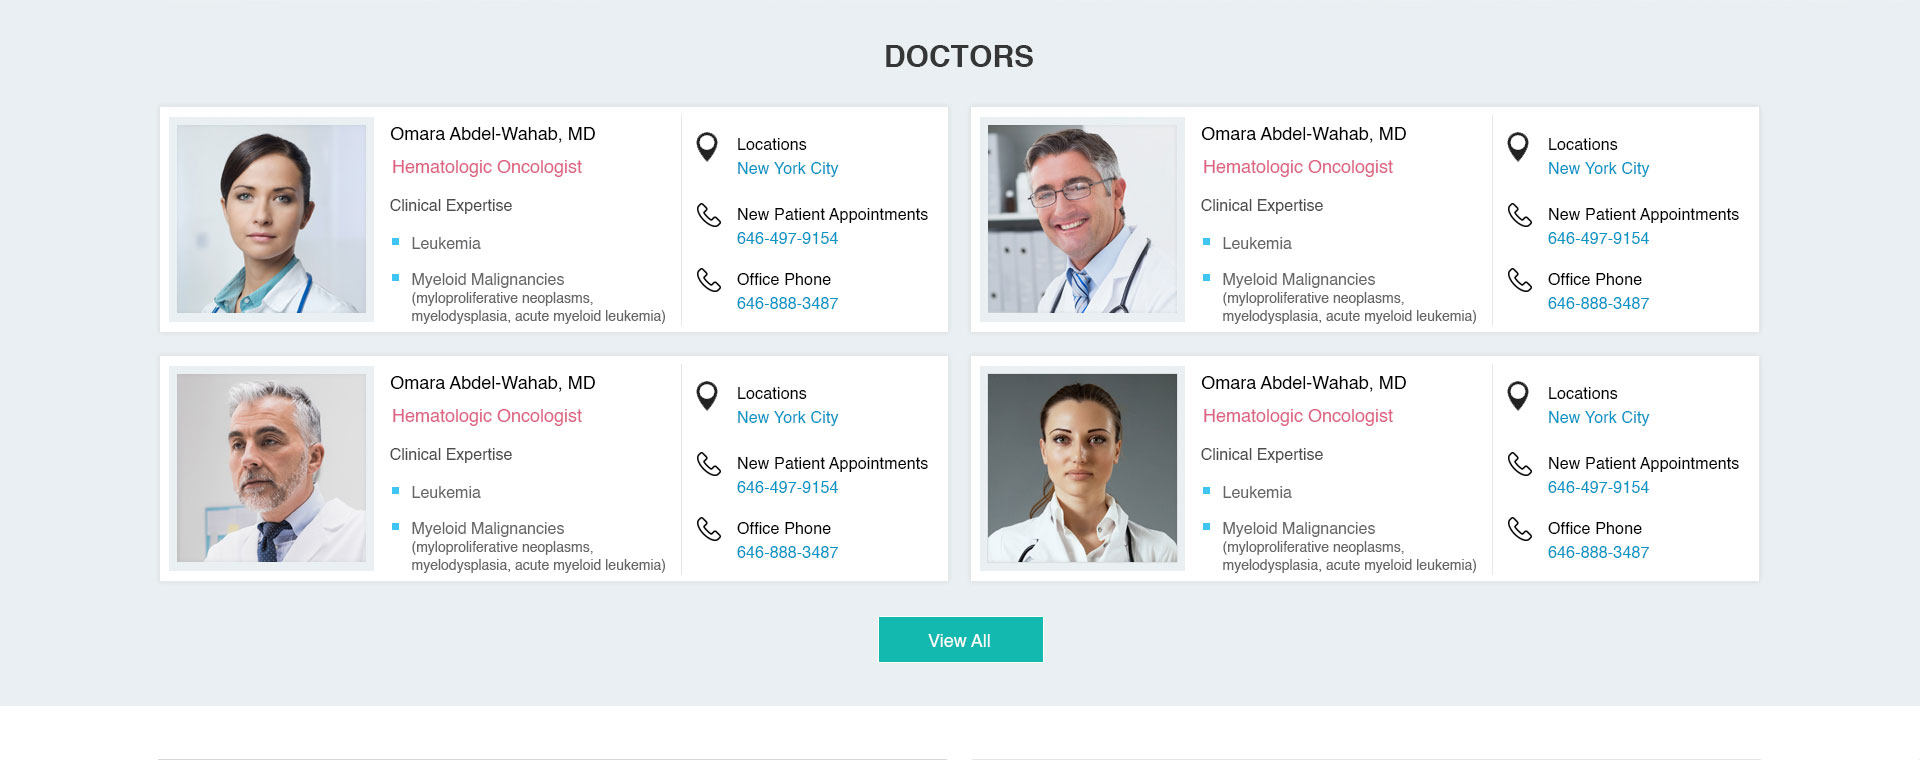 DOCTORS
Omara Abdel-Wahab, MD
Hematologic Oncologist
Clinical Expertise
Leukemia
Myeloid Malignancies
(myloproliferative neoplasms,
myelodysplasia, acute myeloid leukemia)
Locations
New York City
New Patient Appointments
646-497-9154
Office Phone
646-888-3487
Omara Abdel-Wahab, MD
Hematologic Oncologist
Clinical Expertise
Leukemia
Myeloid Malignancies
(myloproliferative neoplasms,
myelodysplasia, acute myeloid leukemia)
Locations
New York City
New Patient Appointments
646-497-9154
Office Phone
646-888-3487
Omara Abdel-Wahab, MD
Hematologic Oncologist
Clinical Expertise
Leukemia
Myeloid Malignancies
(myloproliferative neoplasms,
myelodysplasia, acute myeloid leukemia)
Locations
New York City
New Patient Appointments
646-497-9154
Office Phone
646-888-3487
Omara Abdel-Wahab, MD
Hematologic Oncologist
Clinical Expertise
Leukemia
Myeloid Malignancies
(myloproliferative neoplasms,
myelodysplasia, acute myeloid leukemia)
Locations
New York City
New Patient Appointments
646-497-9154
Office Phone
646-888-3487
View All